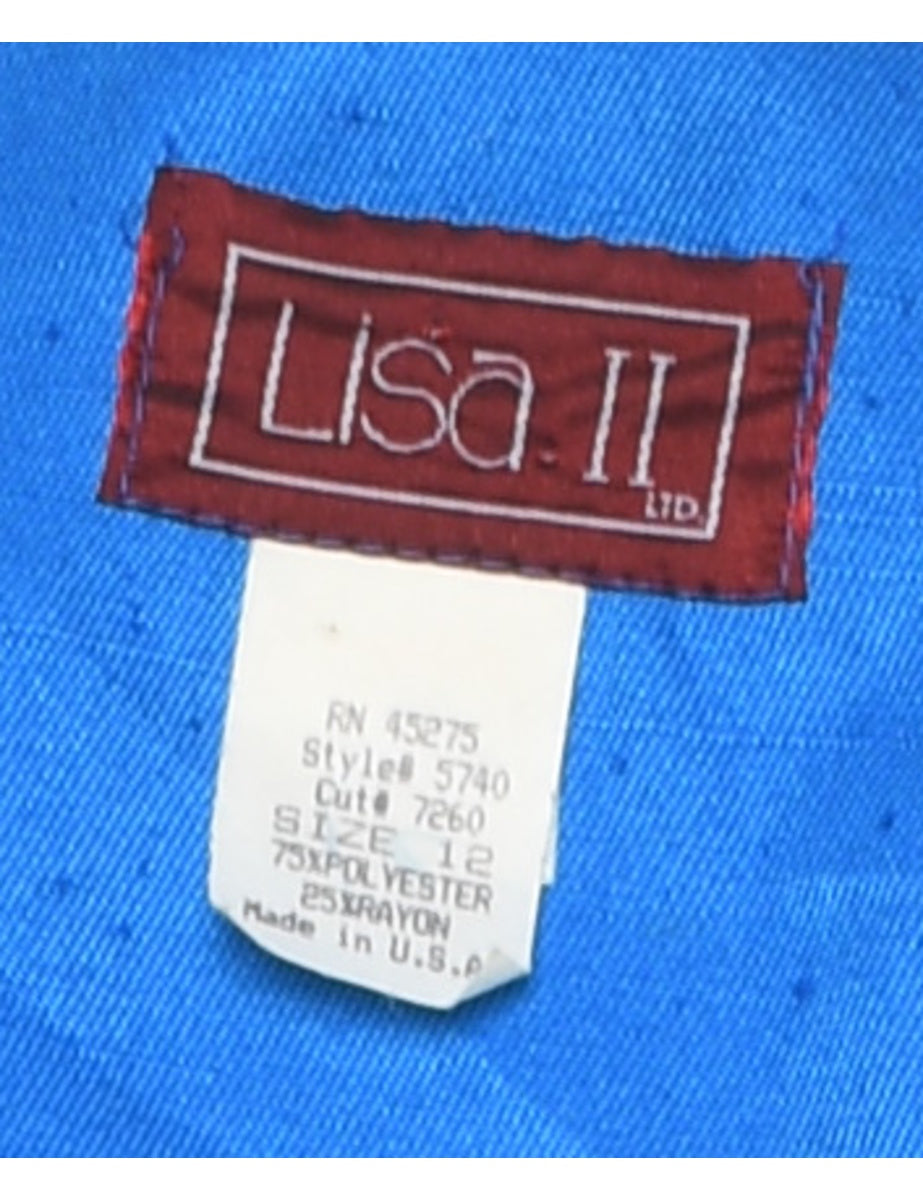 Lisa II
LTD.
RN 45275
Style# 5740
Cut# 7260
SIZE 12
75%POLYESTER
25%RAYON
Made in U.S.A